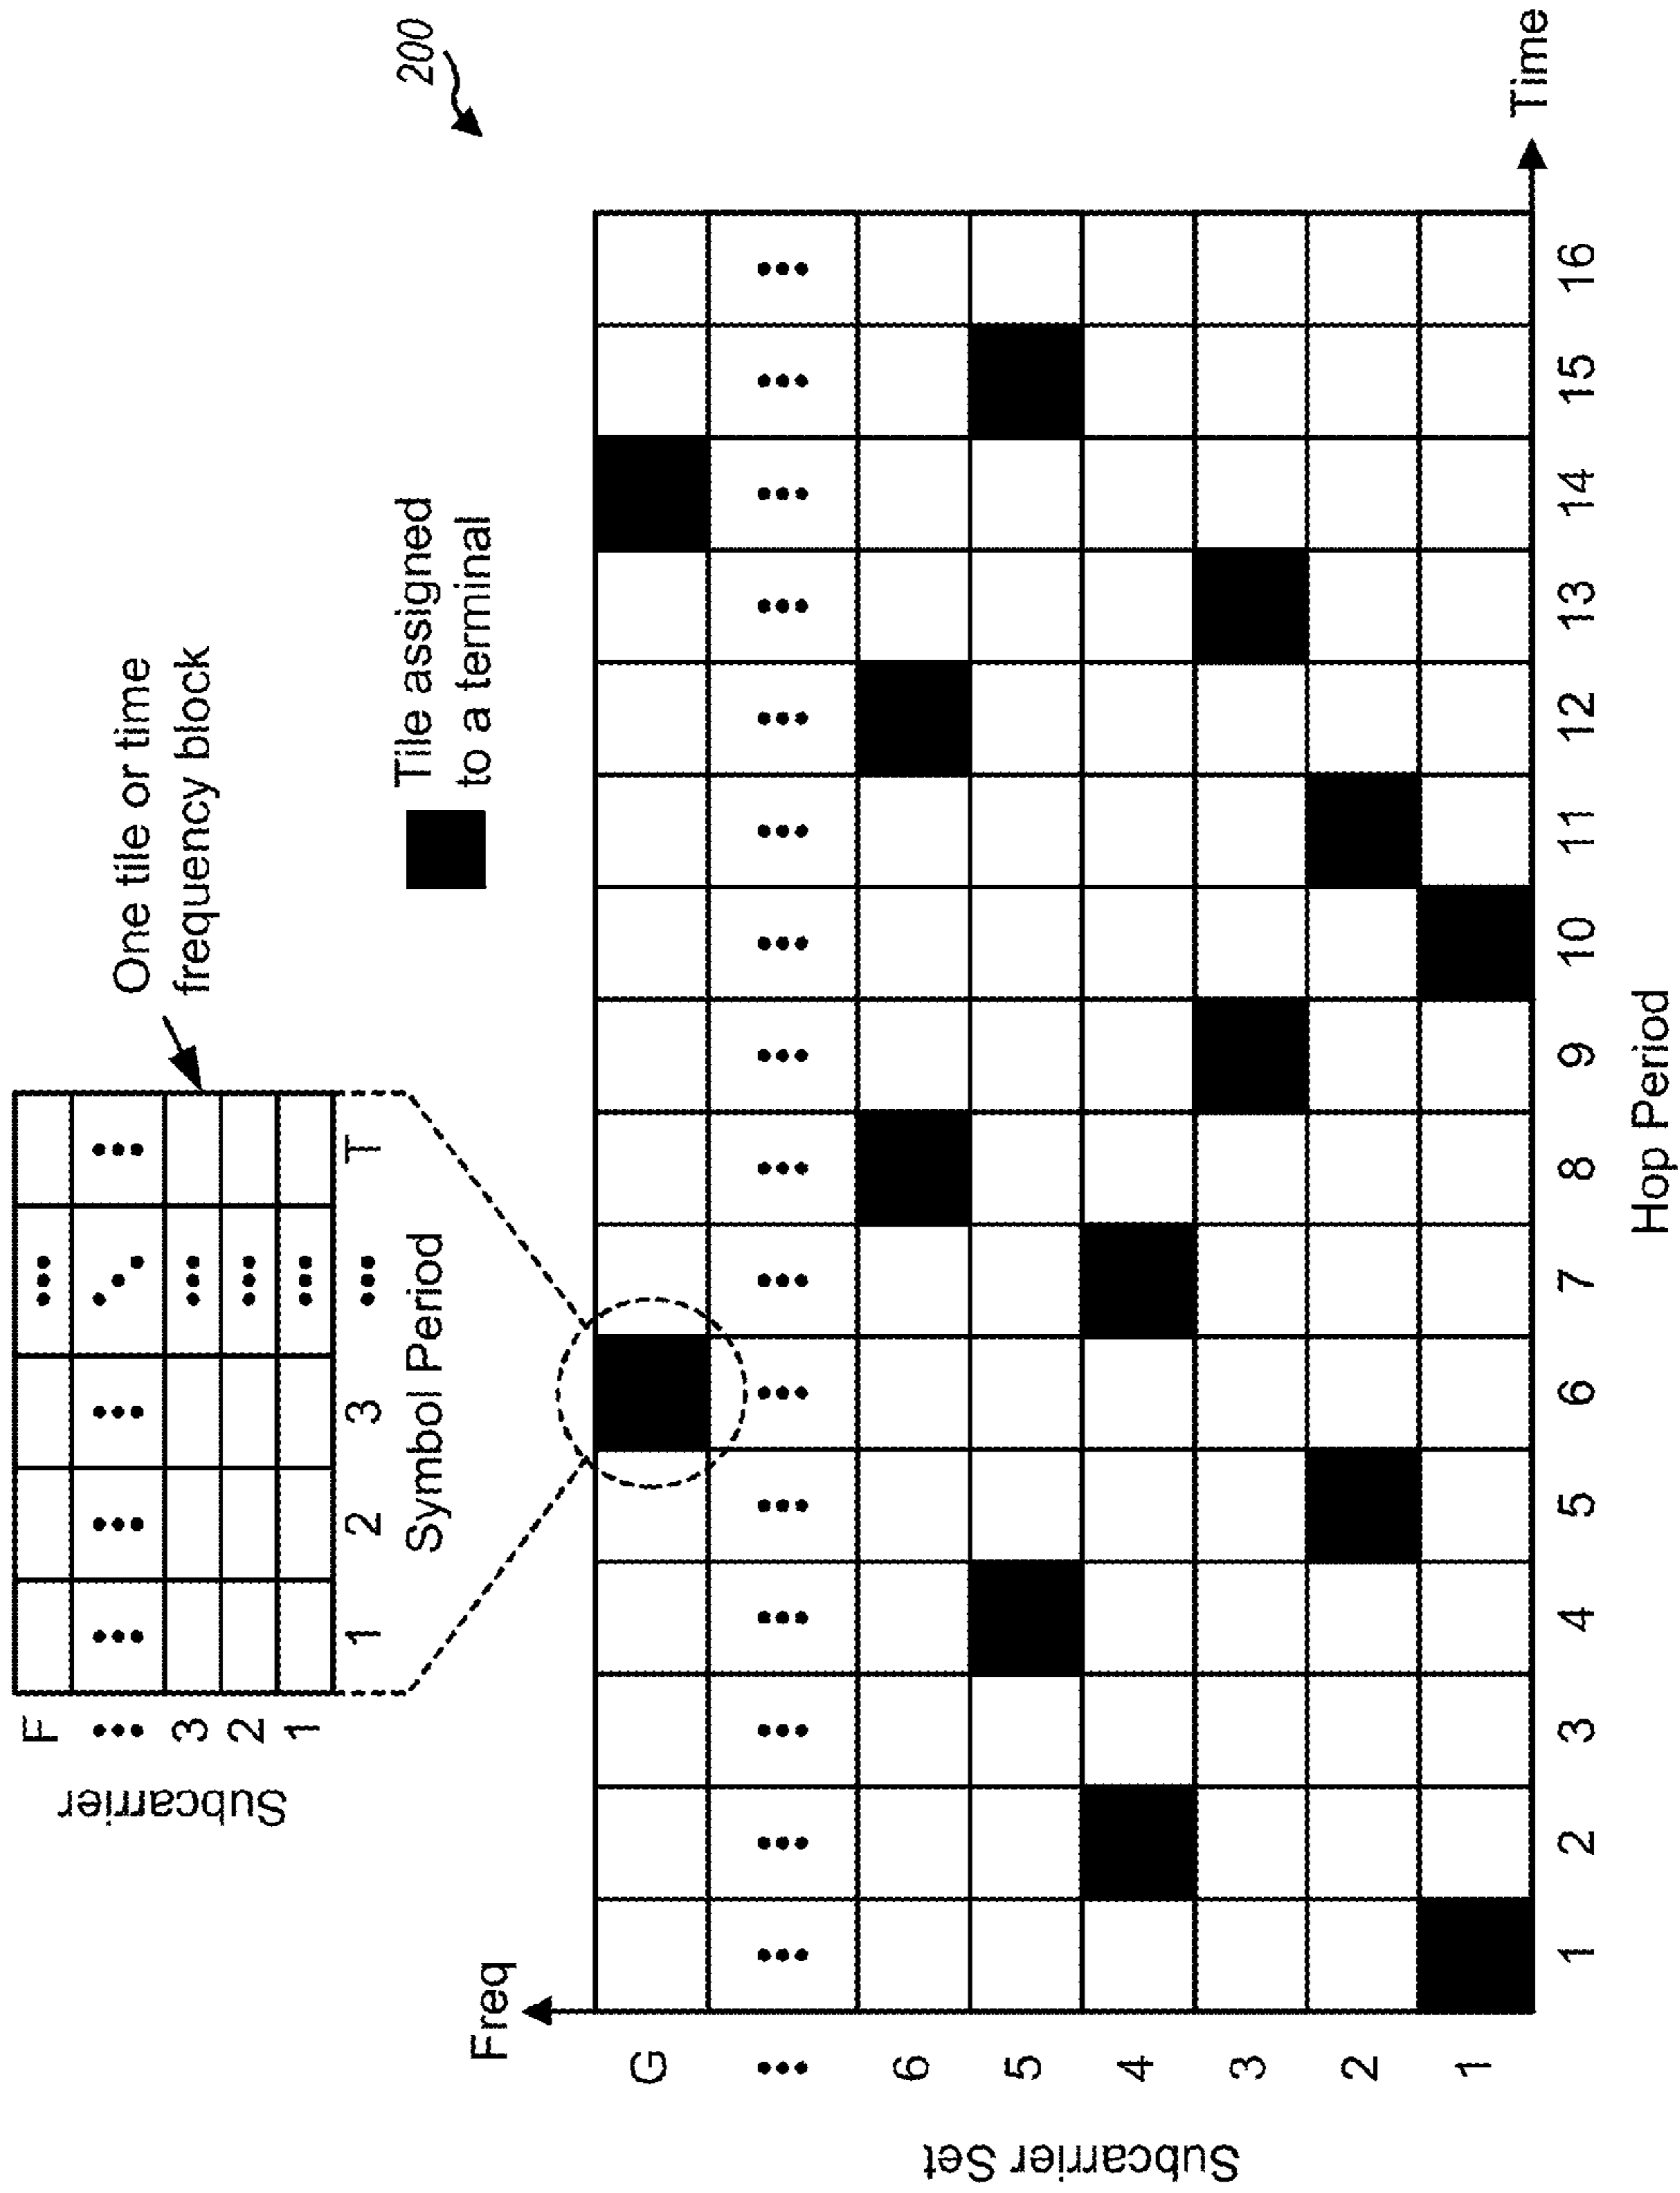 200
One tile or time
frequency block
Subcarrier
F
⋮
3
2
1
1 2 3 ... T
Symbol Period
Tile assigned
to a terminal
Freq
Subcarrier Set
G
⋮
6
5
4
3
2
1
1 2 3 4 5 6 7 8 9 10 11 12 13 14 15 16
Time
Hop Period